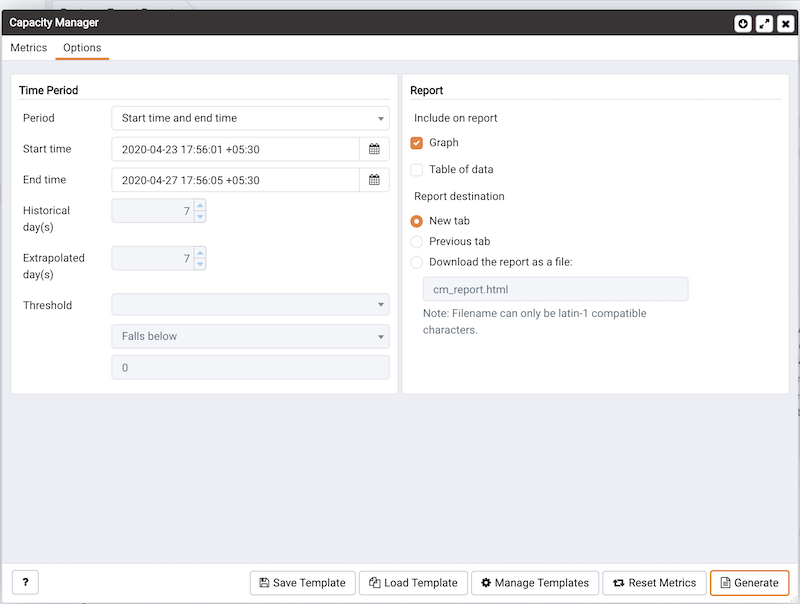 Capacity Manager
Metrics Options
Time Period
Period Start time and end time
Start time 2020-04-23 17:56:01 +05:30
End time 2020-04-27 17:56:05 +05:30
Historical
day(s)
7
Extrapolated
day(s)
7
Threshold
Falls below
0
Report
Include on report
Graph
Table of data
Report destination
New tab
Previous tab
Download the report as a file:
cm_report.html
Note: Filename can only be latin-1 compatible
characters.
? Save Template Load Template Manage Templates Reset Metrics Generate